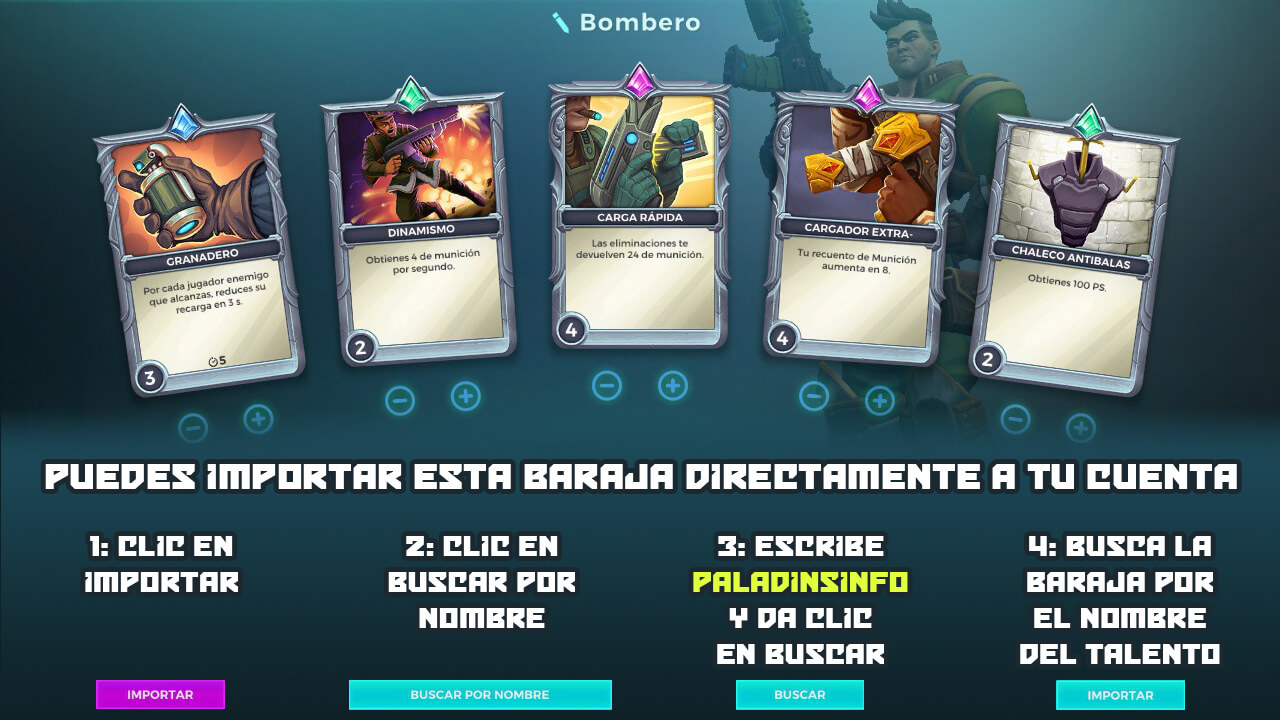 Bombero
GRANADERO
Por cada jugador enemigo
que alcanzas, reduces su
recarga en 3 s.
5
3
DINAMISMO
Obtienes 4 de munición
por segundo.
2
CARGA RÁPIDA
Las eliminaciones te
devuelven 24 de munición.
4
CARGADOR EXTRA-
Tu recuento de Munición
aumenta en 8.
4
CHALECO ANTIBALAS
Obtienes 100 PS.
2
PUEDES IMPORTAR ESTA BARAJA DIRECTAMENTE A TU CUENTA
1: CLIC EN
IMPORTAR
2: CLIC EN
BUSCAR POR
NOMBRE
3: ESCRIBE
PALADINSINFO
Y DA CLIC
EN BUSCAR
4: BUSCA LA
BARAJA POR
EL NOMBRE
DEL TALENTO
IMPORTAR
BUSCAR POR NOMBRE
BUSCAR
IMPORTAR